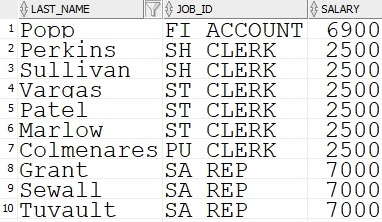 LAST_NAME JOB_ID SALARY
1 Popp FI ACCOUNT 6900
2 Perkins SH CLERK 2500
3 Sullivan SH CLERK 2500
4 Vargas ST CLERK 2500
5 Patel ST CLERK 2500
6 Marlow ST CLERK 2500
7 Colmenares PU CLERK 2500
8 Grant SA REP 7000
9 Sewall SA REP 7000
10 Tuvault SA REP 7000